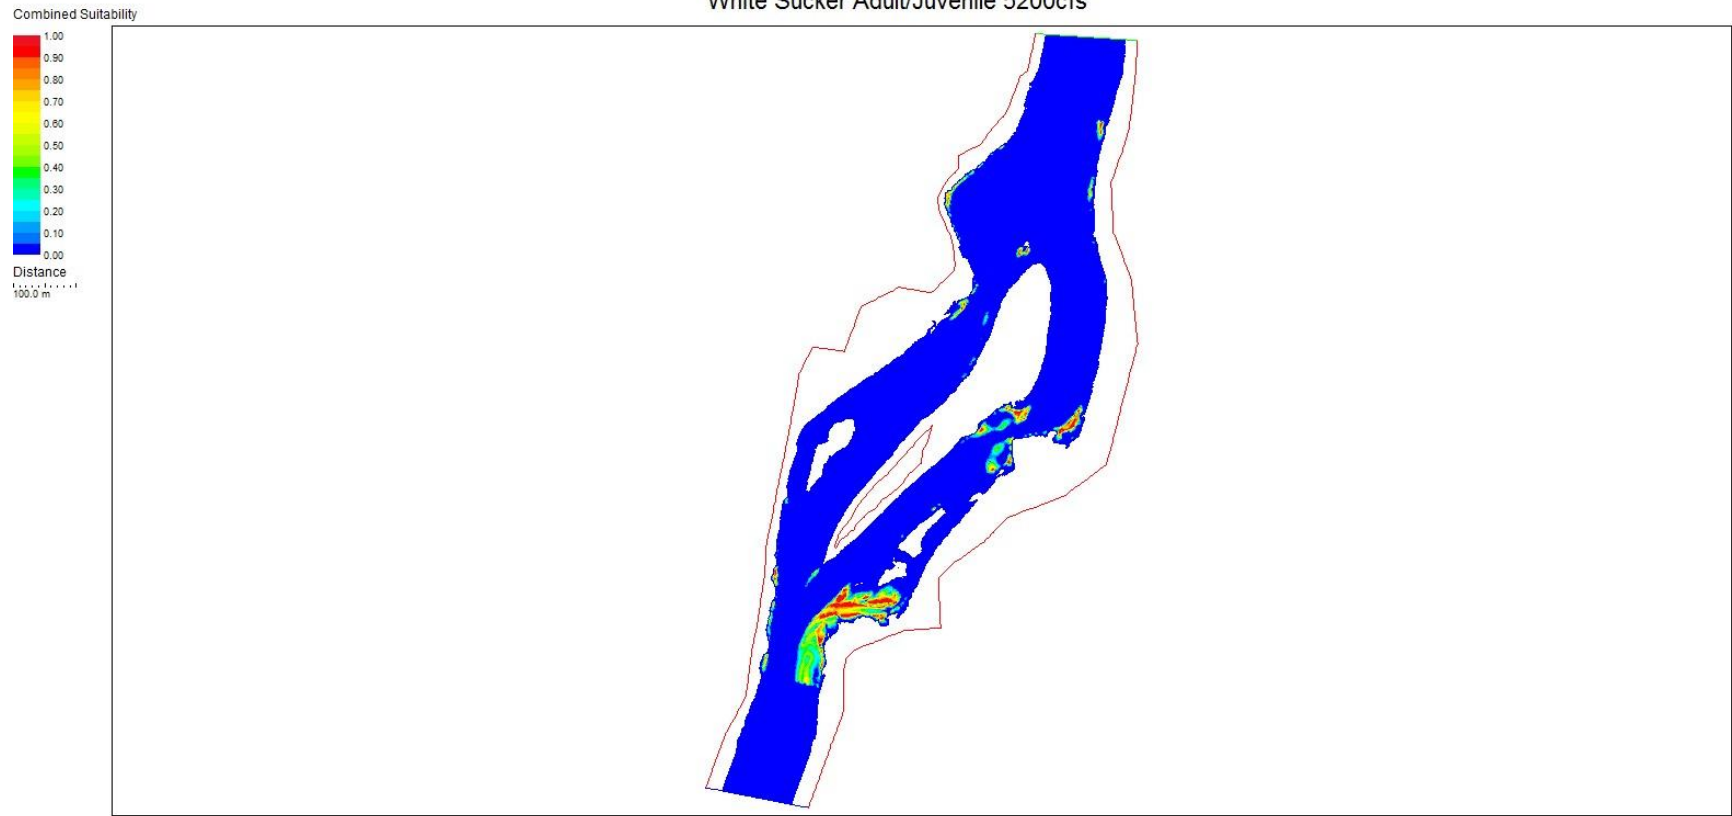 White Sucker Adult/Juvenile 5200cfs
Combined Suitability
1.00
0.90
0.80
0.70
0.60
0.50
0.40
0.30
0.20
0.10
0.00
Distance
100.0 m